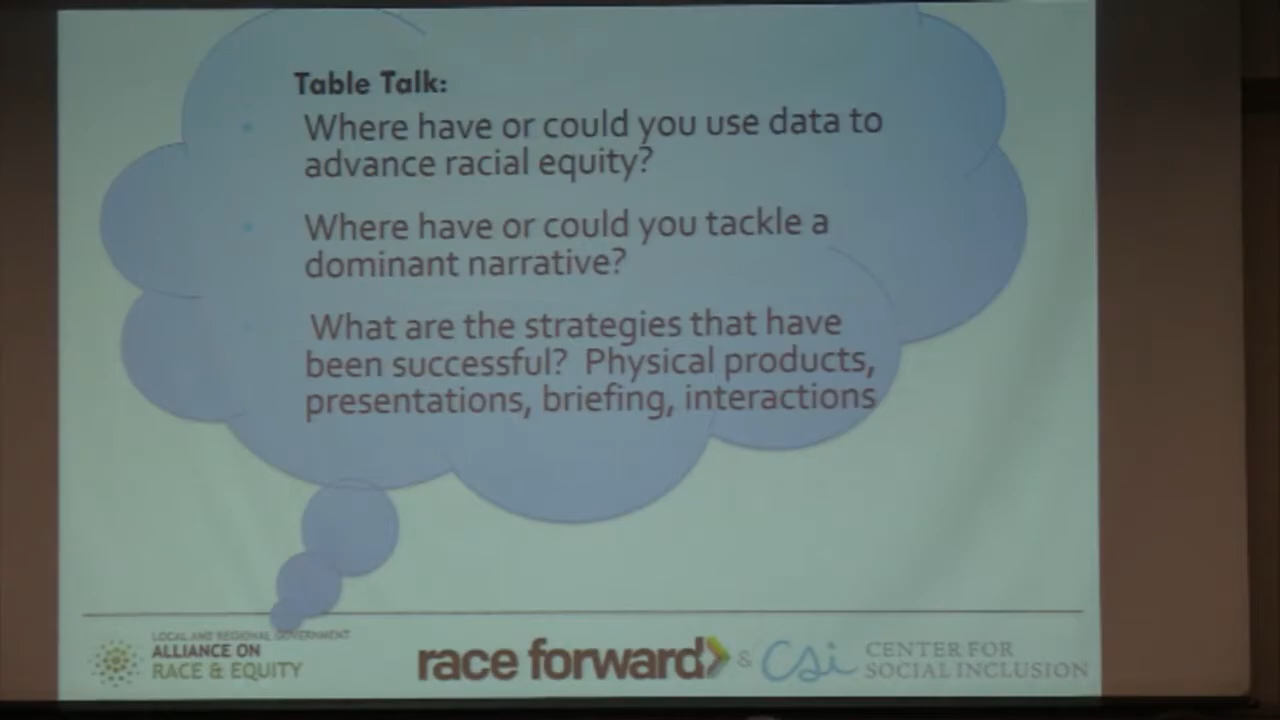 Table Talk:
Where have or could you use data to
advance racial equity?
Where have or could you tackle a
dominant narrative?
What are the strategies that have
been successful? Physical products,
presentations, briefing, interactions
LOCAL AND REGIONAL GOVERNMENT
ALLIANCE ON
RACE & EQUITY
race forward
&
csi
CENTER FOR
SOCIAL INCLUSION